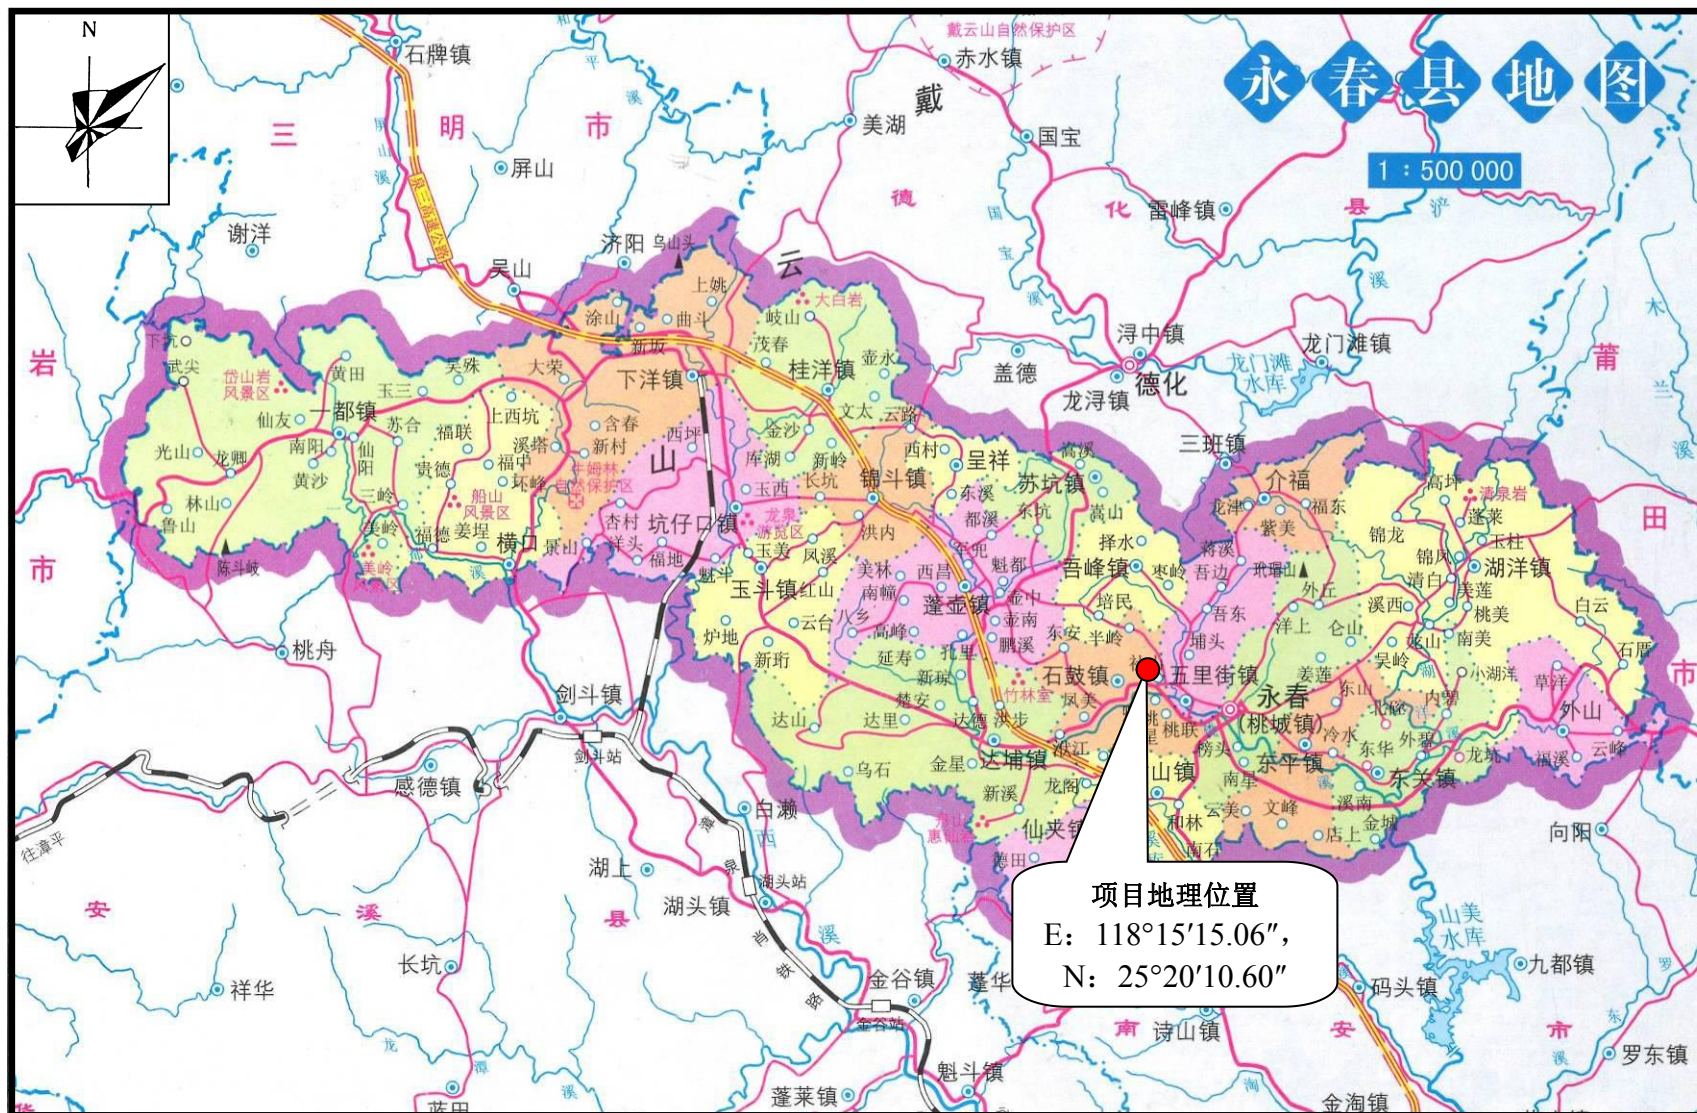 N
永春县地图
1：500 000
戴云山自然保护区
赤水镇
石牌镇
三明市
美湖
国宝
屏山
戴
德化县
雷峰镇
谢洋
济阳
乌山头
吴山
云
上姚
泉三高速公路
涂山
曲斗
岐山
大白岩
新坂
茂春
壶水
浔中镇
龙门滩镇
龙门滩
水库
盖德
德化
龙浔镇
莆
田
市
岩
市
下坑
武尖
岱山岩
风景区
黄田
玉三
吴殊
大荣
下洋镇
桂洋镇
文太
云路
仙友
一都镇
苏合
上西坑
福联
含春
新村
西坪
金沙
西村
三班镇
光山
龙卿
南阳
仙阳
黄沙
溪塔
福中
环峰
贵德
牛姆林
自然保护区
山
库湖
新岭
呈祥
嵩溪
苏坑镇
介福
高坪
清泉岩
林山
鲁山
三岭
船山
风景区
玉西
长坑
锦斗镇
东溪
东坑
嵩山
龙津
福东
紫美
蓬莱
锦龙
陈斗岐
美岭
福德
姜埕
横口
景山
杏村
洋头
坑仔口镇
龙泉
游览区
洪内
都溪
择水
蒋溪
玳瑁山
锦凤
玉柱
湖洋镇
美岭
风景区
福地
魁斗
玉美
凤溪
军兜
魁都
吾峰镇
枣岭
吾边
清白
美莲
玉斗镇
红山
美林
南幢
西昌
蓬壶镇
壶中
壶南
培民
吾东
外丘
溪西
桃美
白云
桃舟
炉地
云台
八乡
高峰
鹏溪
东安
半岭
埔头
洋上
仑山
龙山
南美
石厝
新珩
延寿
孔里
新琼
竹林室
石鼓镇
五里街镇
姜莲
吴岭
小湖洋
草洋
剑斗镇
楚安
凤美
永春
(桃城镇)
东山
内碧
外山
达山
达里
达德
洪步
桃联
榜头
冷水
外碧
东华
龙坑
福溪
云峰
剑斗站
感德镇
乌石
金星
达埔镇
龙阁
山镇
南星
东平镇
东关镇
往漳平
白濑
新溪
惠仙岩
仙夹镇
和林
云美
文峰
溪南
金城
店上
向阳
德田
南石
湖上
湖头站
湖头镇
安溪县
项目地理位置
E：118°15′15.06″，
N：25°20′10.60″
山美
水库
九都镇
长坑
祥华
金谷镇
金谷站
蓬华
码头镇
诗山镇
南安市
罗东镇
魁斗镇
蓬莱镇
蓝田
金淘镇